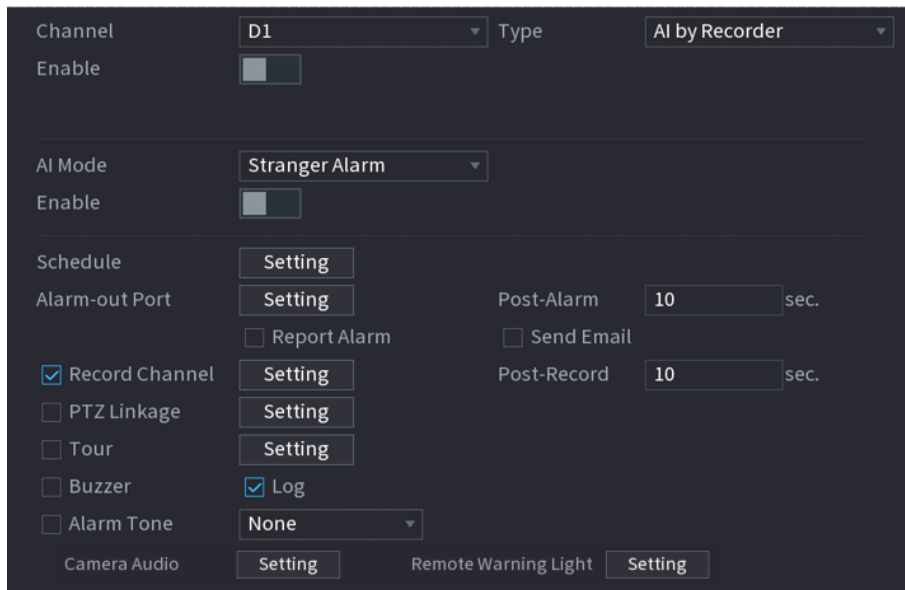 Channel D1 Type AI by Recorder
Enable
AI Mode Stranger Alarm
Enable
Schedule Setting
Alarm-out Port Setting Post-Alarm 10 sec.
Report Alarm Send Email
Record Channel Setting Post-Record 10 sec.
PTZ Linkage Setting
Tour Setting
Buzzer Log
Alarm Tone None
Camera Audio Setting Remote Warning Light Setting